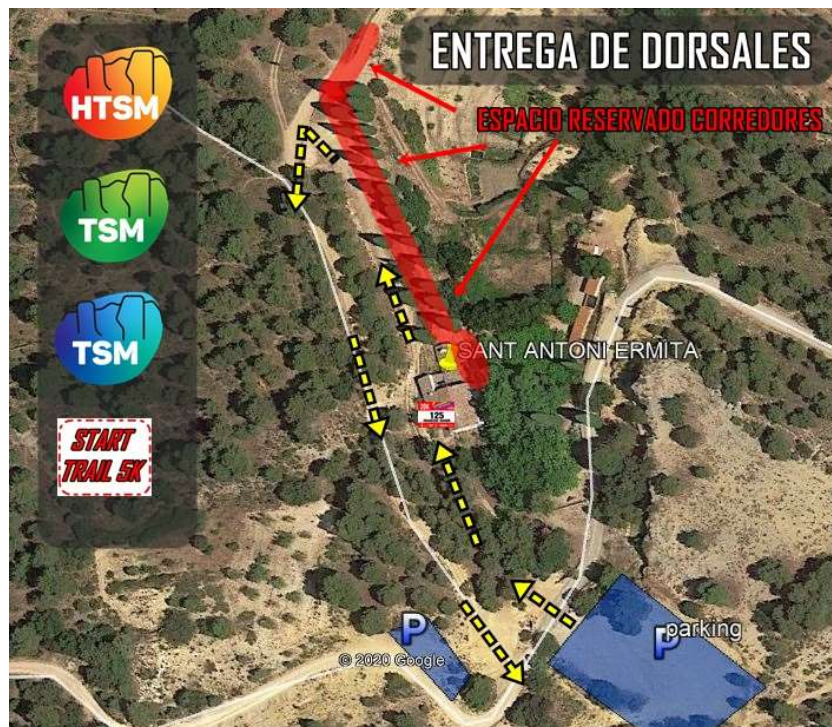 ENTREGA DE DORSALES
HTSM
ESPACIO RESERVADO CORREDORES
TSM
TSM
SANT ANTONI ERMITA
125
START
TRAIL 5K
P
parking
P
© 2020 Google